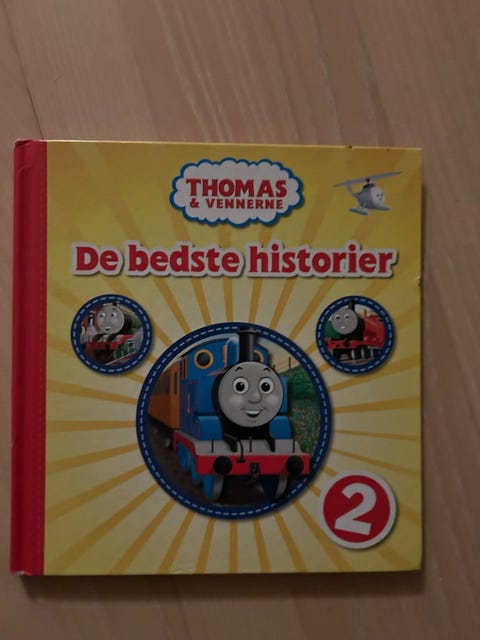 THOMAS
& VENNERNE
De bedste historier
2